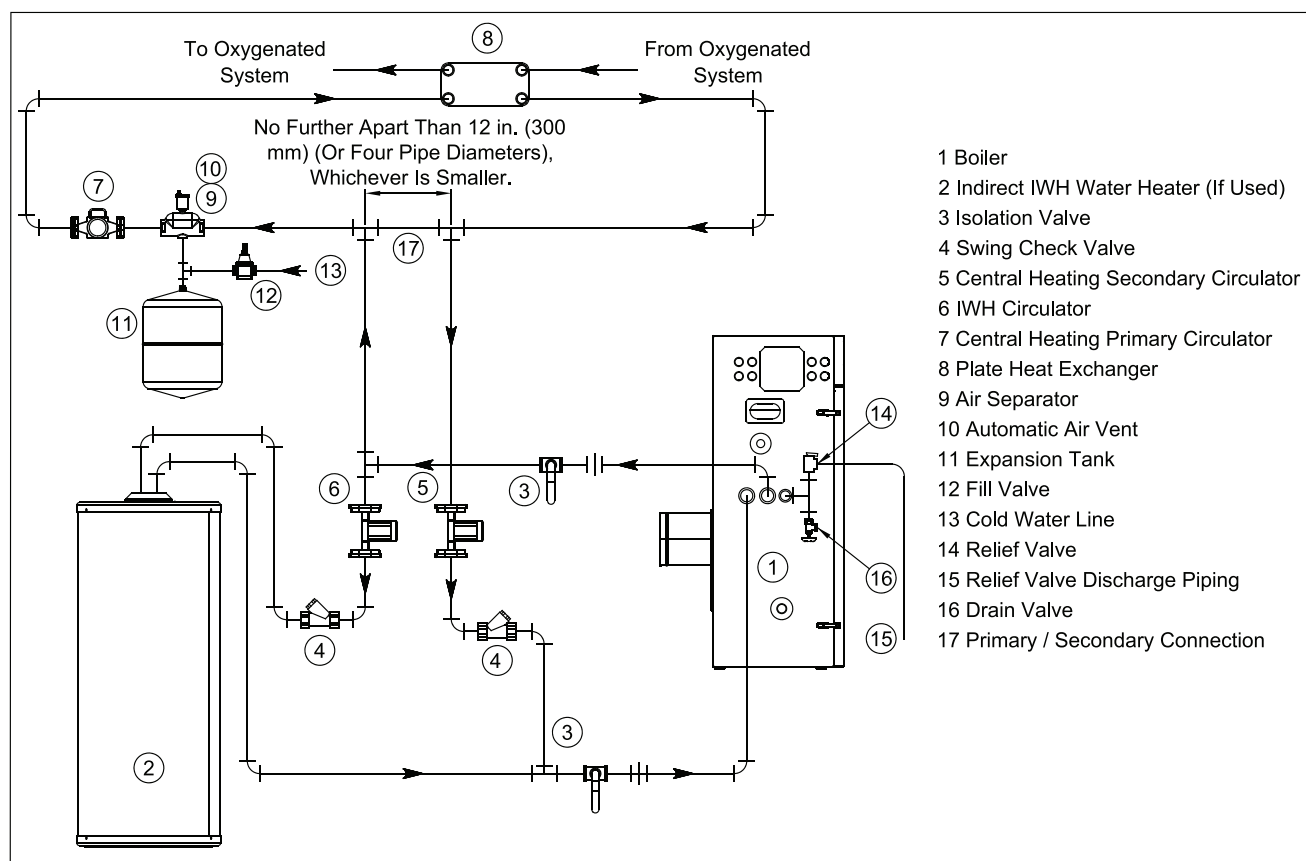 To Oxygenated
System
8
From Oxygenated
System
No Further Apart Than 12 in. (300
mm) (Or Four Pipe Diameters),
Whichever Is Smaller.
10
7
9
17
13
12
11
14
6
5
3
1
16
4
4
15
3
2
1 Boiler
2 Indirect IWH Water Heater (If Used)
3 Isolation Valve
4 Swing Check Valve
5 Central Heating Secondary Circulator
6 IWH Circulator
7 Central Heating Primary Circulator
8 Plate Heat Exchanger
9 Air Separator
10 Automatic Air Vent
11 Expansion Tank
12 Fill Valve
13 Cold Water Line
14 Relief Valve
15 Relief Valve Discharge Piping
16 Drain Valve
17 Primary / Secondary Connection